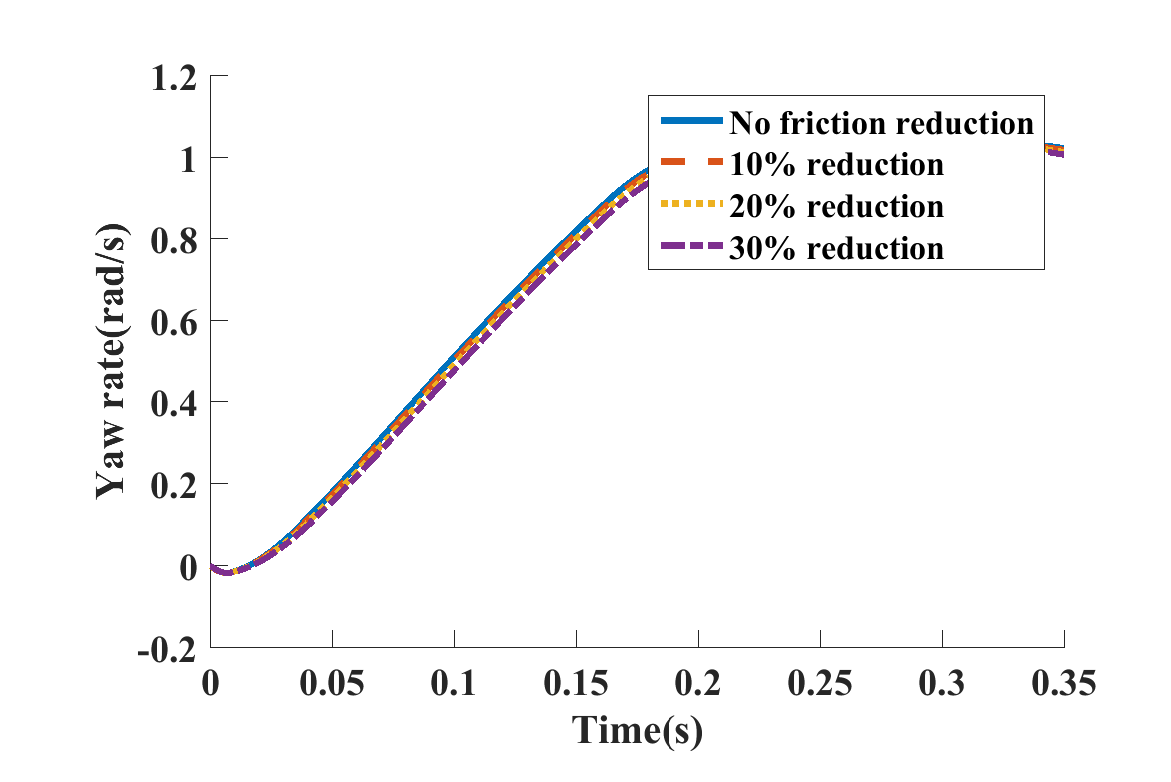 1.2
1
0.8
0.6
0.4
0.2
0
-0.2
Yaw rate(rad/s)
No friction reduction
10% reduction
20% reduction
30% reduction
0 0.05 0.1 0.15 0.2 0.25 0.3 0.35
Time(s)